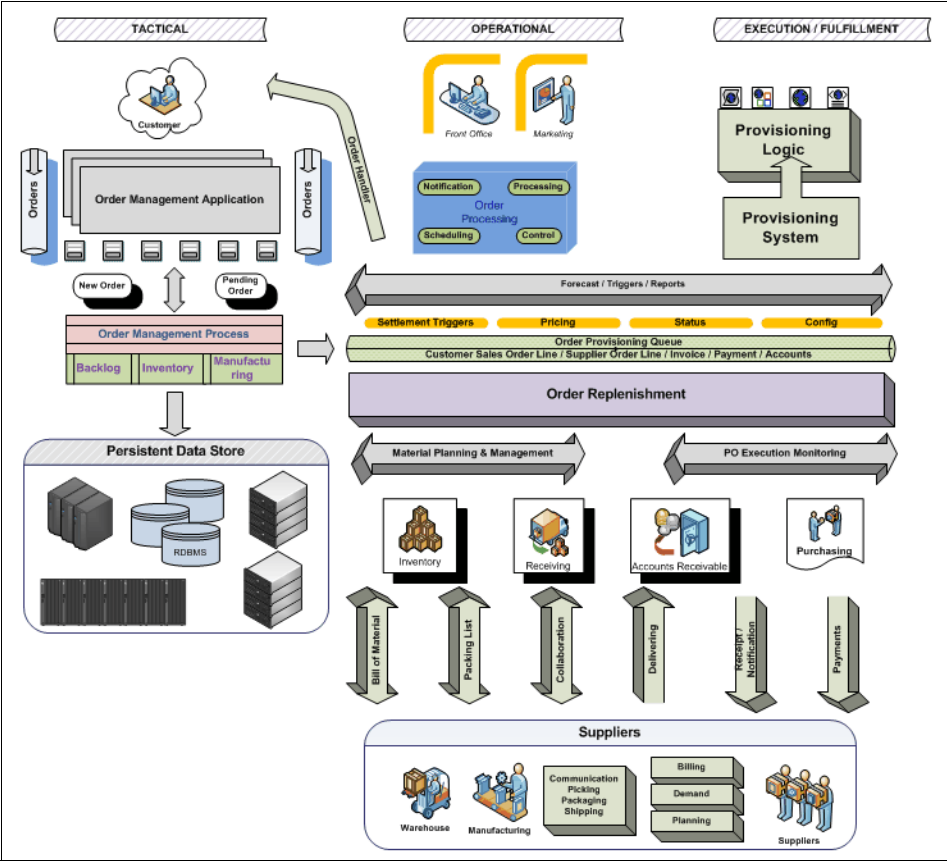 TACTICAL
OPERATIONAL
EXECUTION / FULFILLMENT
Customer
Orders
Order Management Application
Orders
New Order
Pending
Order
Order Management Process
Backlog
Inventory
Manufactu
ring
Persistent Data Store
RDBMS
Order Handler
Front Office
Marketing
Notification
Processing
Order
Processing
Scheduling
Control
Provisioning
Logic
Provisioning
System
Forecast / Triggers / Reports
Settlement Triggers
Pricing
Status
Config
Order Provisioning Queue
Customer Sales Order Line / Supplier Order Line / Invoice / Payment / Accounts
Order Replenishment
Material Planning & Management
PO Execution Monitoring
Inventory
Receiving
Accounts Receivable
Purchasing
Bill of Material
Packing List
Collaboration
Delivering
Receipt /
Notification
Payments
Suppliers
Warehouse
Manufacturing
Communication
Picking
Packaging
Shipping
Billing
Demand
Planning
Suppliers